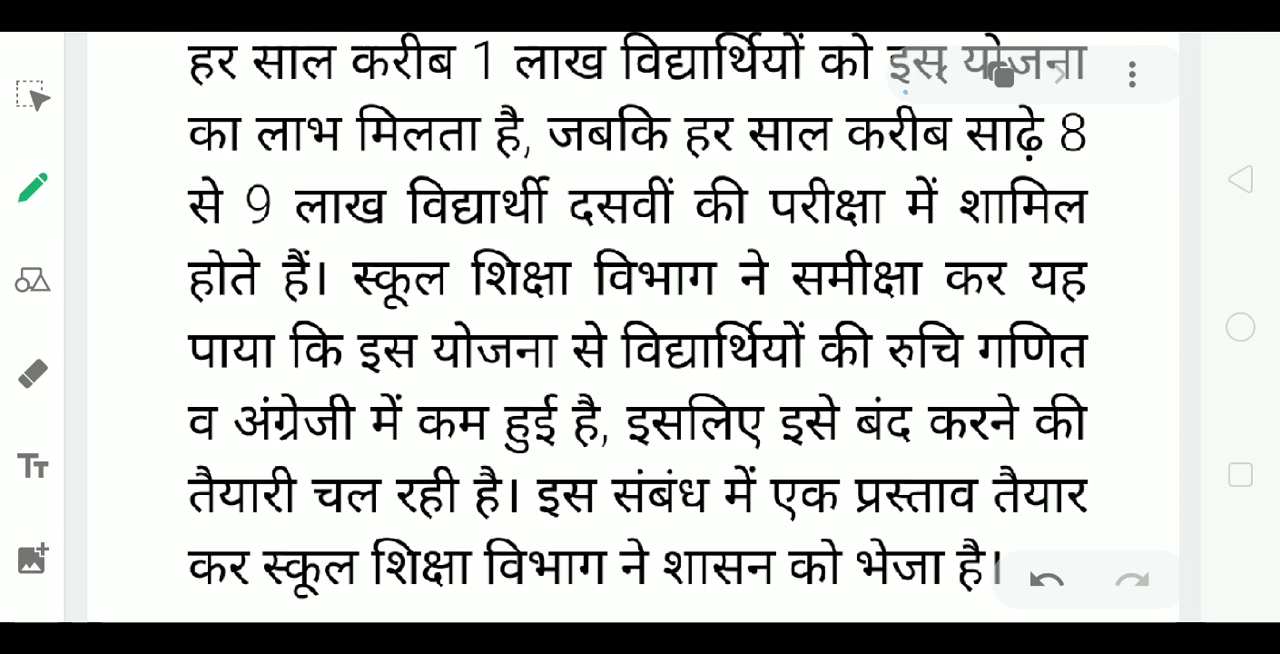 हर साल करीब 1 लाख विद्यार्थियों को इस योजना
का लाभ मिलता है, जबकि हर साल करीब साढ़े 8
से 9 लाख विद्यार्थी दसवीं की परीक्षा में शामिल
होते हैं। स्कूल शिक्षा विभाग ने समीक्षा कर यह
पाया कि इस योजना से विद्यार्थियों की रुचि गणित
व अंग्रेजी में कम हुई है, इसलिए इसे बंद करने की
तैयारी चल रही है। इस संबंध में एक प्रस्ताव तैयार
कर स्कूल शिक्षा विभाग ने शासन को भेजा है।